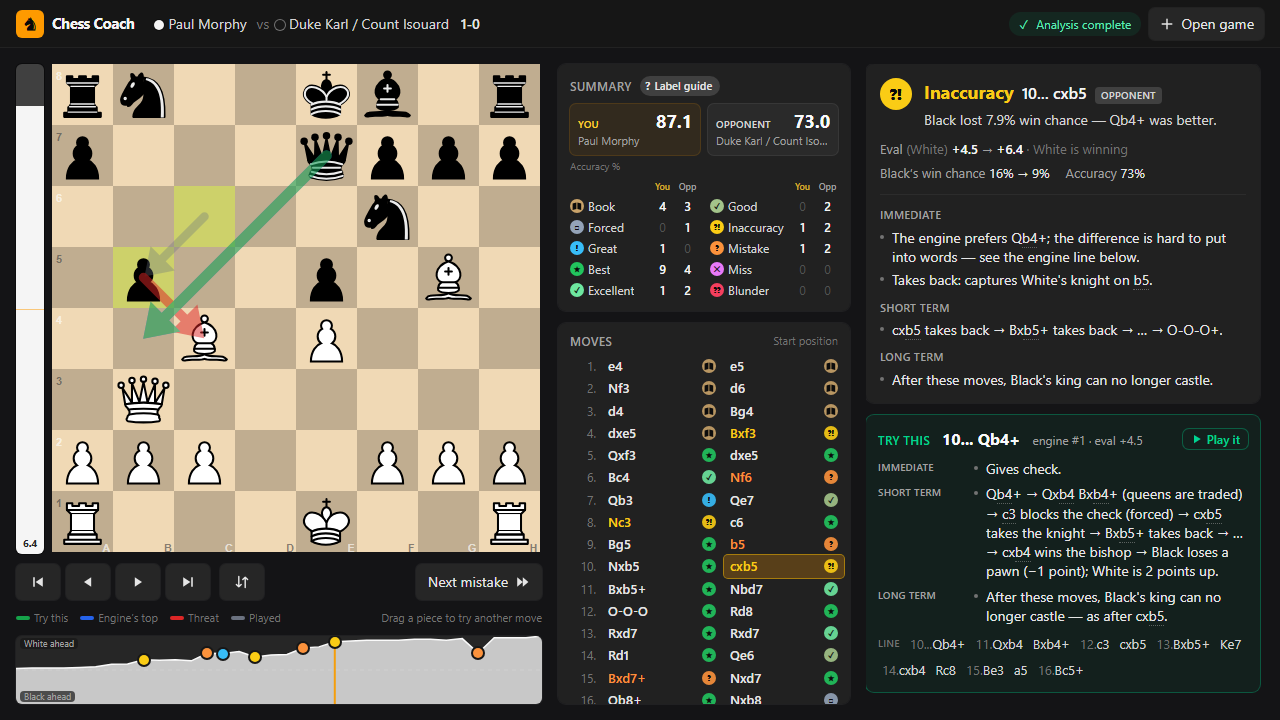 Chess Coach
Paul Morphy vs Duke Karl / Count Isouard 1-0
✓ Analysis complete
+ Open game
8
7
6
5
4
3
2
1
A B C D E F G H
6.4
Next mistake
Try this Engine's top Threat Played
Drag a piece to try another move
White ahead
Black ahead
SUMMARY ? Label guide
YOU 87.1
Paul Morphy
OPPONENT 73.0
Duke Karl / Count Iso...
Accuracy %
You Opp You Opp
Book 4 3 Good 0 2
Forced 0 1 Inaccuracy 1 2
Great 1 0 Mistake 1 2
Best 9 4 Miss 0 0
Excellent 1 2 Blunder 0 0
MOVES Start position
1. e4 e5
2. Nf3 d6
3. d4 Bg4
4. dxe5 Bxf3
5. Qxf3 dxe5
6. Bc4 Nf6
7. Qb3 Qe7
8. Nc3 c6
9. Bg5 b5
10. Nxb5 cxb5
11. Bxb5+ Nbd7
12. O-O-O Rd8
13. Rxd7 Rxd7
14. Rd1 Qe6
15. Bxd7+ Nxd7
16. Qb8+ Nxb8
?! Inaccuracy 10... cxb5 OPPONENT
Black lost 7.9% win chance — Qb4+ was better.
Eval (White) +4.5 → +6.4 · White is winning
Black's win chance 16% → 9% Accuracy 73%
IMMEDIATE
• The engine prefers Qb4+; the difference is hard to put
into words — see the engine line below.
• Takes back: captures White's knight on b5.
SHORT TERM
• cxb5 takes back → Bxb5+ takes back → ... → O-O-O+.
LONG TERM
• After these moves, Black's king can no longer castle.
TRY THIS 10... Qb4+ engine #1 · eval +4.5
Play it
IMMEDIATE • Gives check.
SHORT TERM • Qb4+ → Qxb4 Bxb4+ (queens are traded)
→ c3 blocks the check (forced) → cxb5
takes the knight → Bxb5+ takes back → ...
→ cxb4 wins the bishop → Black loses a
pawn (−1 point); White is 2 points up.
LONG TERM • After these moves, Black's king can no
longer castle — as after cxb5.
LINE 10...Qb4+ 11.Qxb4 Bxb4+ 12.c3 cxb5 13.Bxb5+ Ke7
14.cxb4 Rc8 15.Be3 a5 16.Bc5+